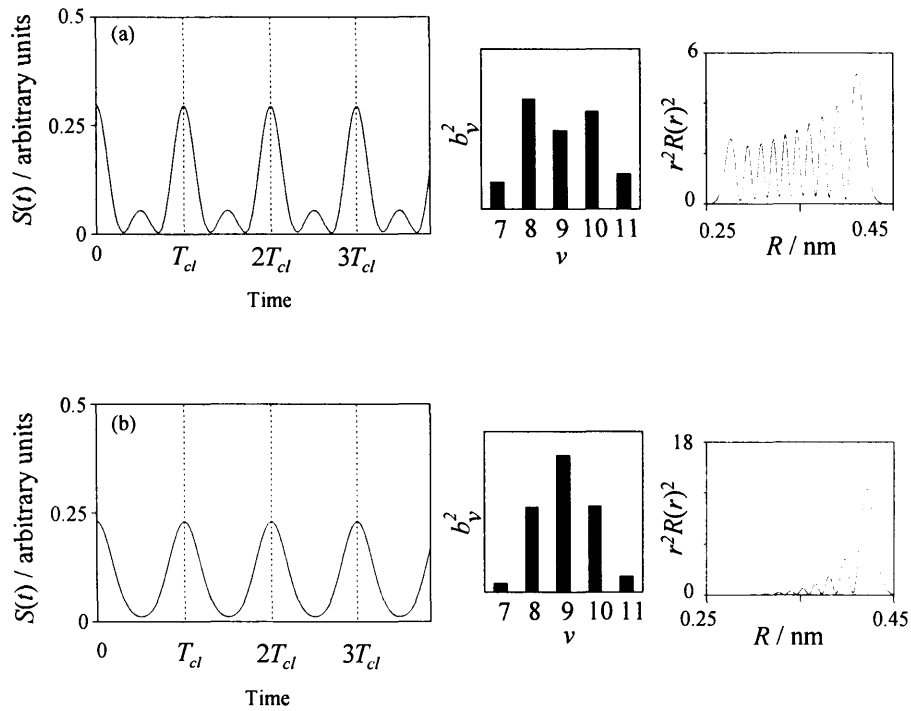 (a)
S(t) / arbitrary units
0.5
0.25
0
0 T_cl 2T_cl 3T_cl
Time
b_v^2
7 8 9 10 11
v
r^2R(r)^2
6
0
0.25 0.45
R / nm
(b)
S(t) / arbitrary units
0.5
0.25
0
0 T_cl 2T_cl 3T_cl
Time
b_v^2
7 8 9 10 11
v
r^2R(r)^2
18
0
0.25 0.45
R / nm